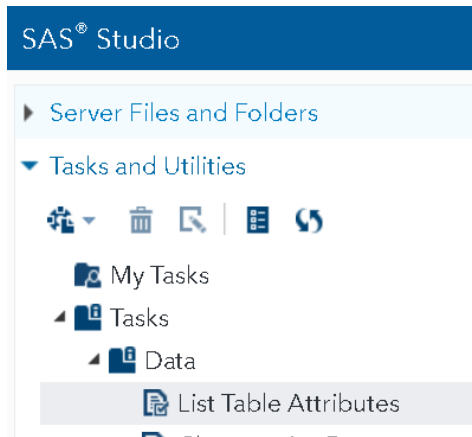 SAS® Studio
Server Files and Folders
Tasks and Utilities
My Tasks
Tasks
Data
List Table Attributes